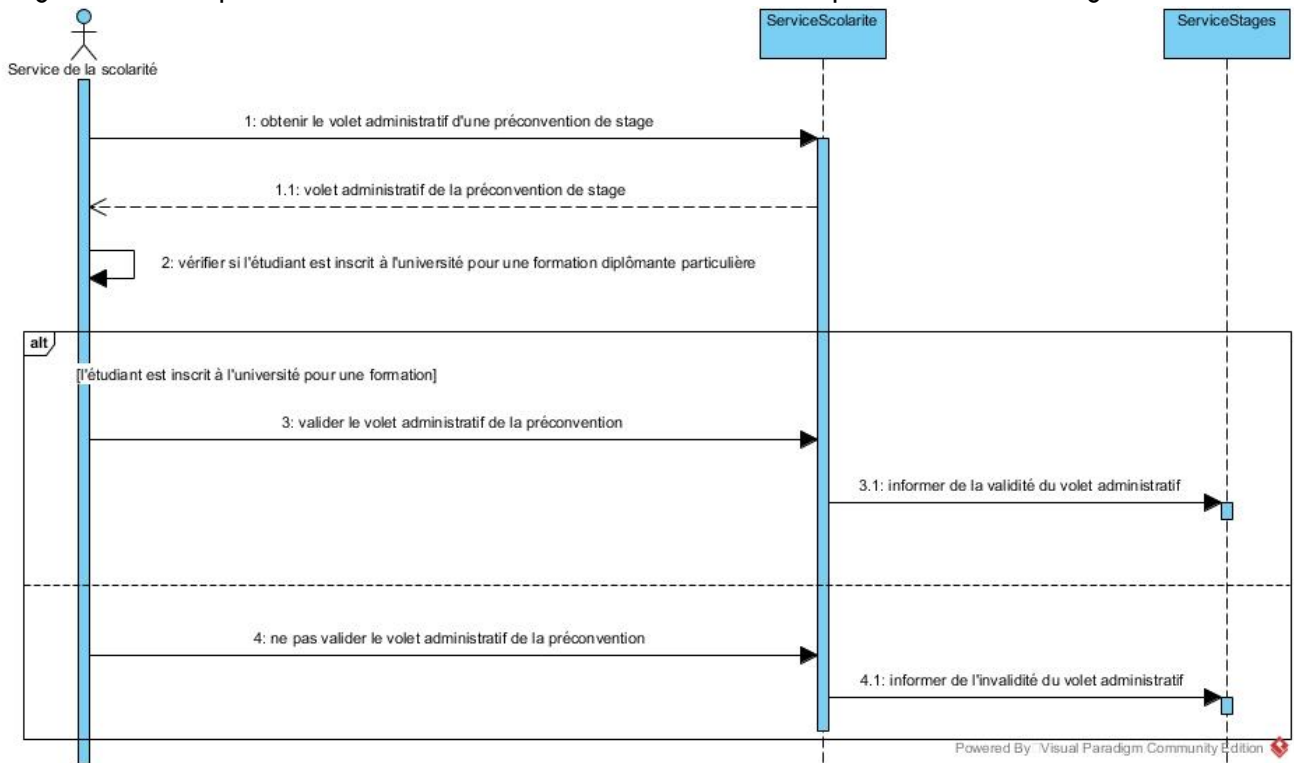 ServiceScolarite
ServiceStages
Service de la scolarité
1: obtenir le volet administratif d'une préconvention de stage
1.1: volet administratif de la préconvention de stage
2: vérifier si l'étudiant est inscrit à l'université pour une formation diplômante particulière
alt
[l'étudiant est inscrit à l'université pour une formation]
3: valider le volet administratif de la préconvention
3.1: informer de la validité du volet administratif
4: ne pas valider le volet administratif de la préconvention
4.1: informer de l'invalidité du volet administratif
Powered By Visual Paradigm Community Edition